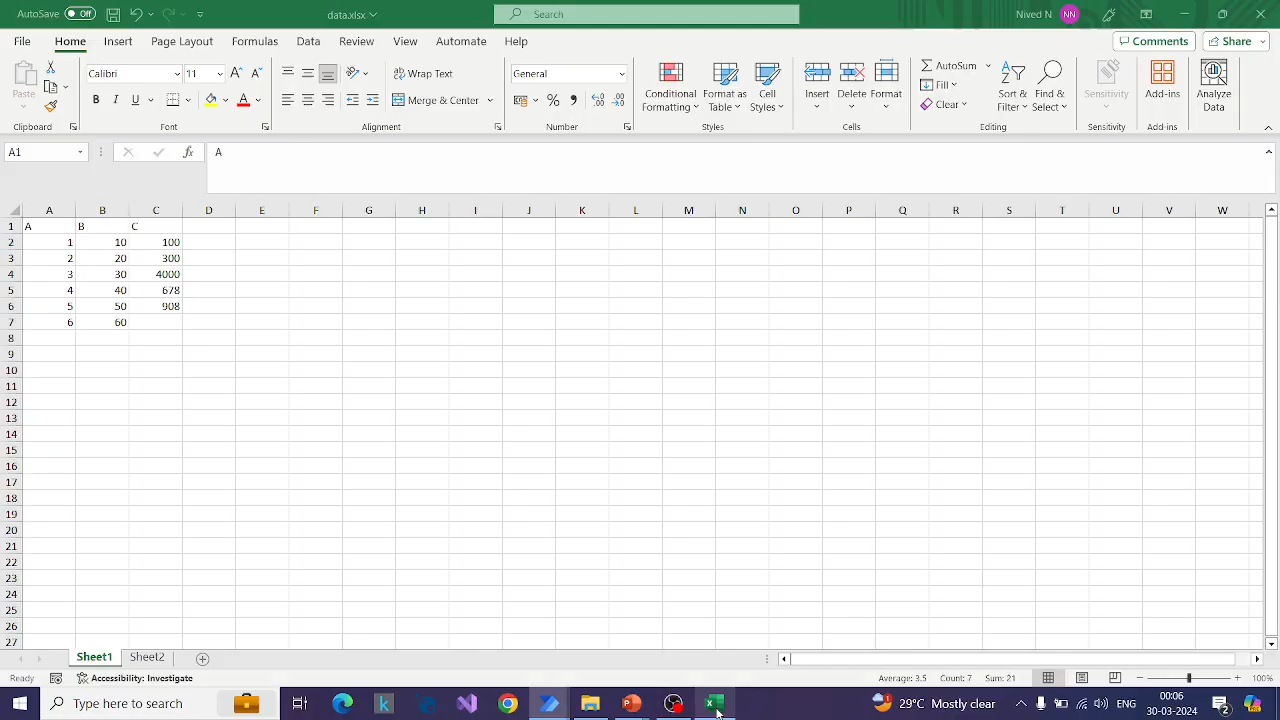 AutoSave Off data.xlsx Search Nived N NN
File Home Insert Page Layout Formulas Data Review View Automate Help Comments Share
Paste Calibri 11 A A Wrap Text General Conditional Formatting Format as Table Cell Styles Insert Delete Format AutoSum Fill Clear Sort & Filter Find & Select Sensitivity Add-ins Analyze Data
B I U A Merge & Center % 9
Clipboard Font Alignment Number Styles Cells Editing Sensitivity Add-ins
A1 fx A
A B C D E F G H I J K L M N O P Q R S T U V W
1 A B C
2 1 10 100
3 2 20 300
4 3 30 4000
5 4 40 678
6 5 50 908
7 6 60
8
9
10
11
12
13
14
15
16
17
18
19
20
21
22
23
24
25
26
27
Sheet1 Sheet2
Ready Accessibility: Investigate Average: 3.5 Count: 7 Sum: 21 100%
Type here to search 29°C Mostly clear ENG 00:06
30-03-2024 2